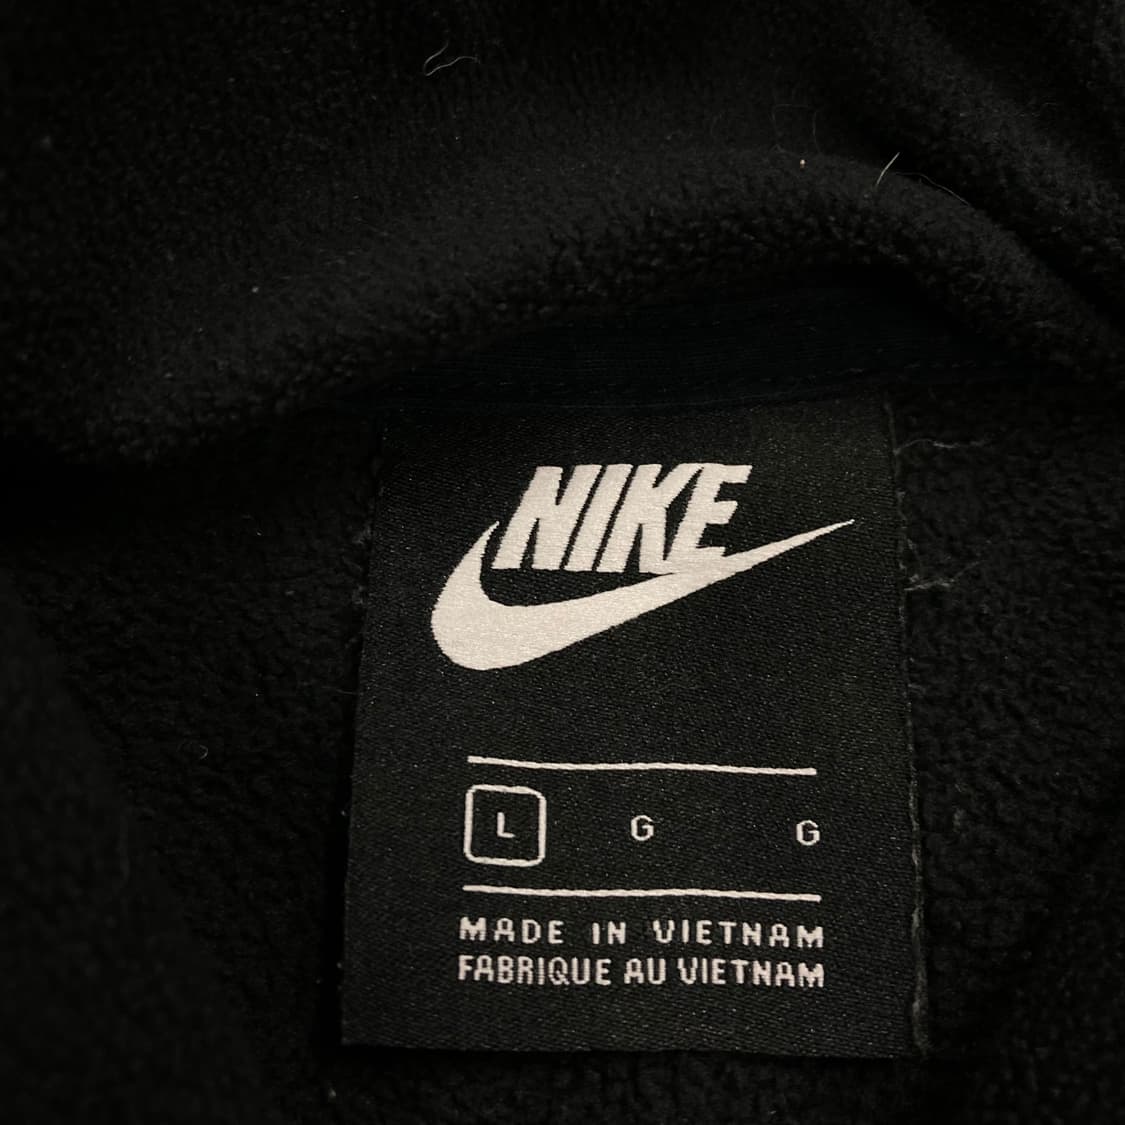 NIKE
L G G
MADE IN VIETNAM
FABRIQUE AU VIETNAM